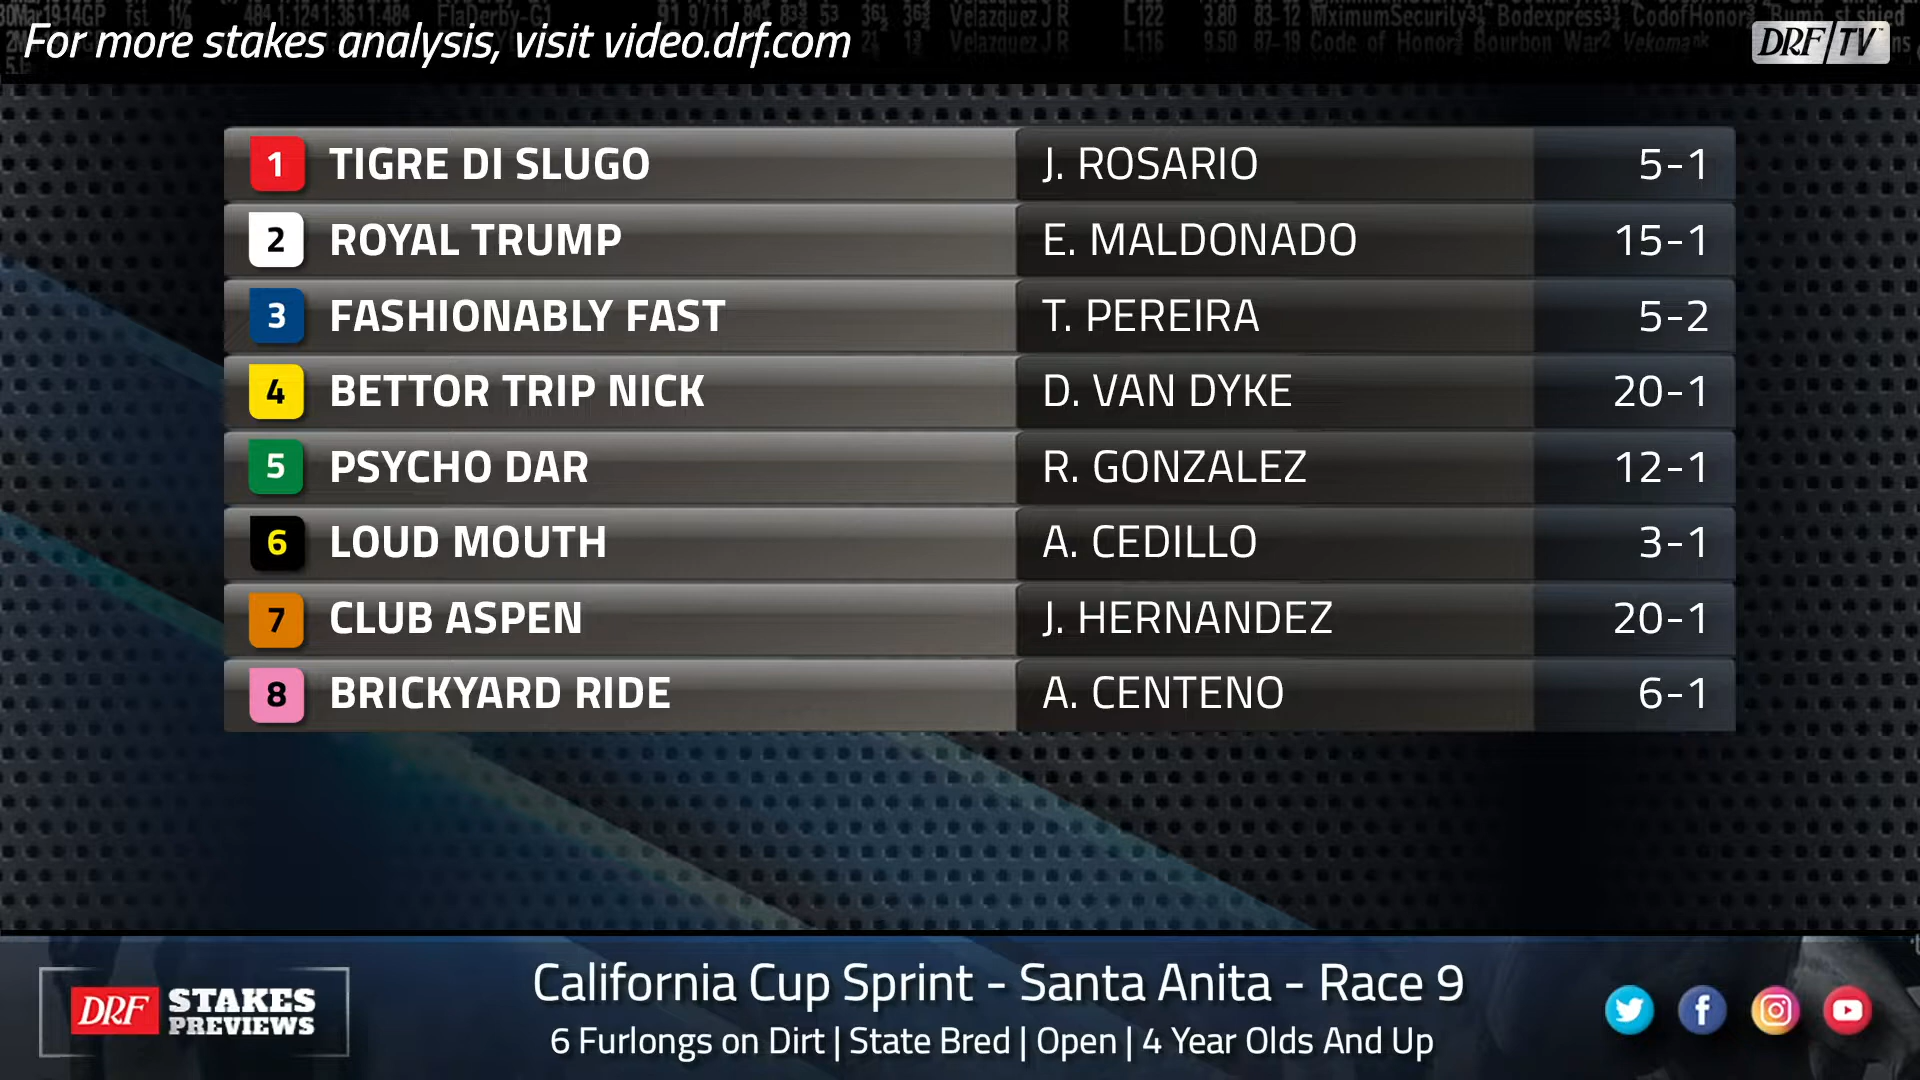 For more stakes analysis, visit video.drf.com
DRF TV
1 TIGRE DI SLUGO J. ROSARIO 5-1
2 ROYAL TRUMP E. MALDONADO 15-1
3 FASHIONABLY FAST T. PEREIRA 5-2
4 BETTOR TRIP NICK D. VAN DYKE 20-1
5 PSYCHO DAR R. GONZALEZ 12-1
6 LOUD MOUTH A. CEDILLO 3-1
7 CLUB ASPEN J. HERNANDEZ 20-1
8 BRICKYARD RIDE A. CENTENO 6-1
DRF STAKES PREVIEWS
California Cup Sprint - Santa Anita - Race 9
6 Furlongs on Dirt | State Bred | Open | 4 Year Olds And Up